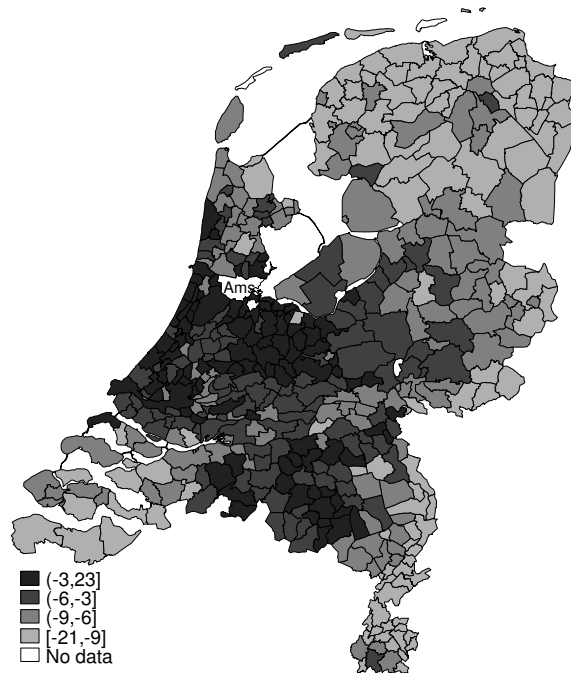 Ams
(-3,23]
(-6,-3]
(-9,-6]
[-21,-9]
No data